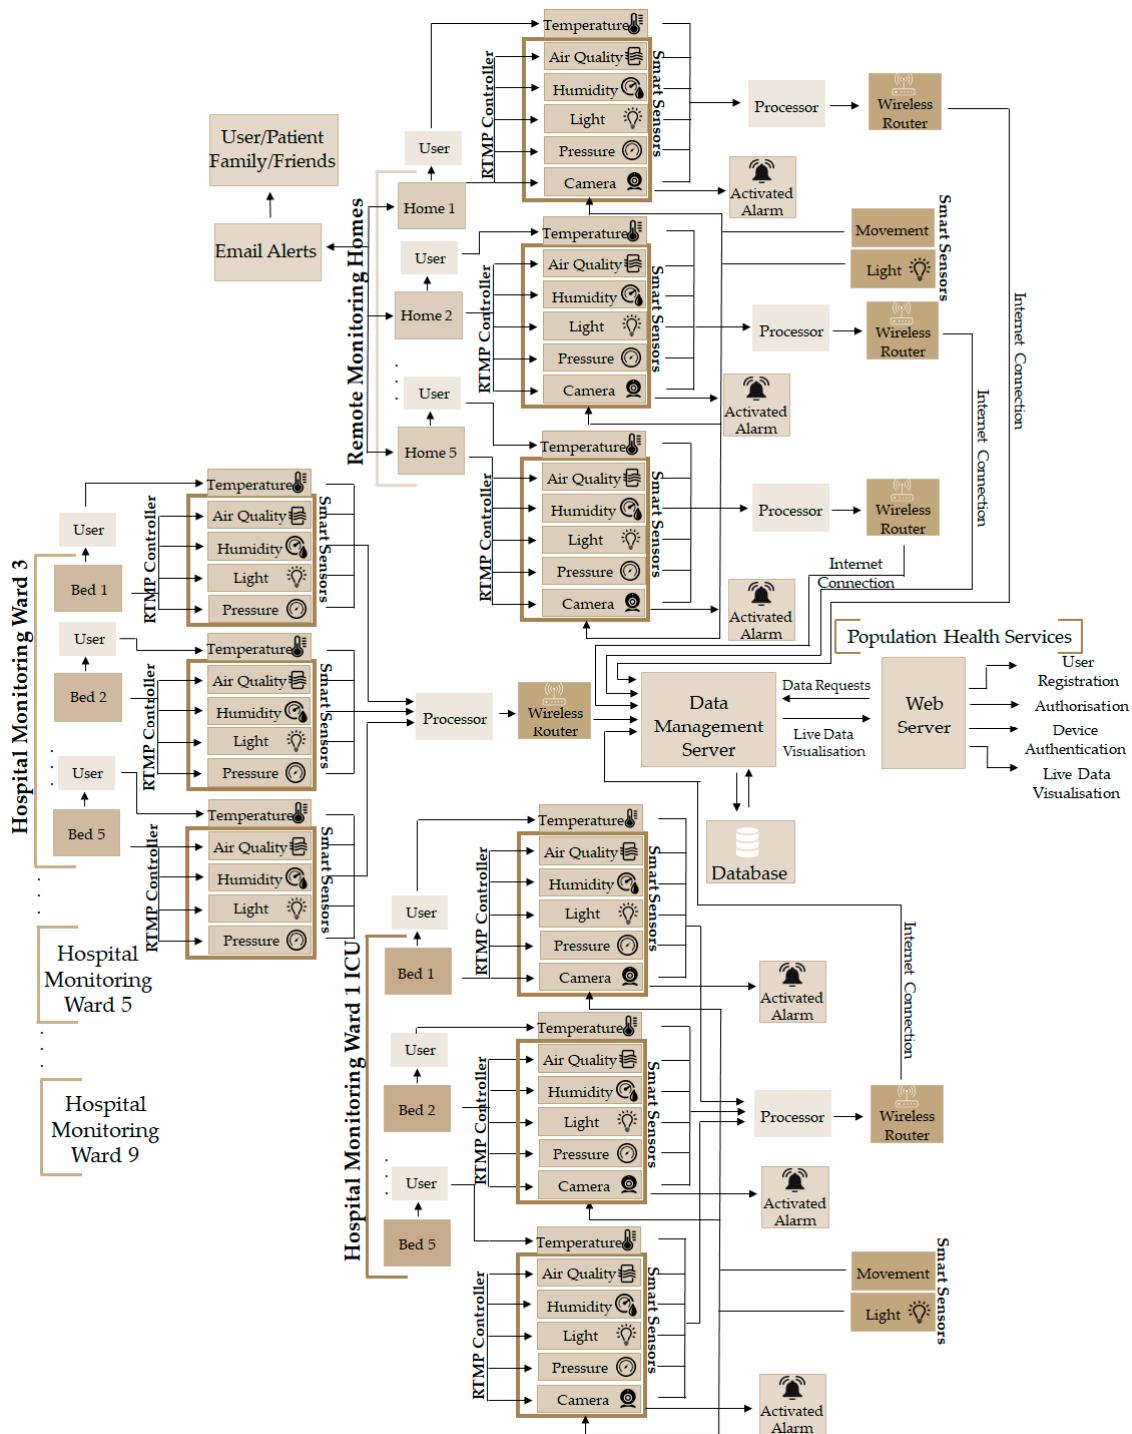 Temperature
Air Quality
Humidity
Light
Pressure
Camera
RTMP Controller
Smart Sensors
User
Home 1
Processor
Wireless
Router
Activated
Alarm
User/Patient
Family/Friends
Email Alerts
Remote Monitoring Homes
Movement
Light
Smart Sensors
Temperature
Air Quality
Humidity
Light
Pressure
Camera
RTMP Controller
Smart Sensors
User
Home 2
Processor
Wireless
Router
Activated
Alarm
Internet Connection
Internet Connection
Temperature
Air Quality
Humidity
Light
Pressure
Camera
RTMP Controller
Smart Sensors
User
Home 5
Processor
Wireless
Router
Activated
Alarm
Internet
Connection
Hospital Monitoring Ward 3
Temperature
Air Quality
Humidity
Light
Pressure
RTMP Controller
Smart Sensors
User
Bed 1
Temperature
Air Quality
Humidity
Light
Pressure
RTMP Controller
Smart Sensors
User
Bed 2
Temperature
Air Quality
Humidity
Light
Pressure
RTMP Controller
Smart Sensors
User
Bed 5
Processor
Wireless
Router
Data
Management
Server
Data Requests
Live Data
Visualisation
Population Health Services
Web
Server
User
Registration
Authorisation
Device
Authentication
Live Data
Visualisation
Database
Hospital
Monitoring
Ward 5
Hospital
Monitoring
Ward 9
Hospital Monitoring Ward 1 ICU
Temperature
Air Quality
Humidity
Light
Pressure
Camera
RTMP Controller
Smart Sensors
User
Bed 1
Activated
Alarm
Internet Connection
Temperature
Air Quality
Humidity
Light
Pressure
Camera
RTMP Controller
Smart Sensors
User
Bed 2
Processor
Wireless
Router
Activated
Alarm
Temperature
Air Quality
Humidity
Light
Pressure
Camera
RTMP Controller
Smart Sensors
User
Bed 5
Movement
Light
Smart Sensors
Activated
Alarm